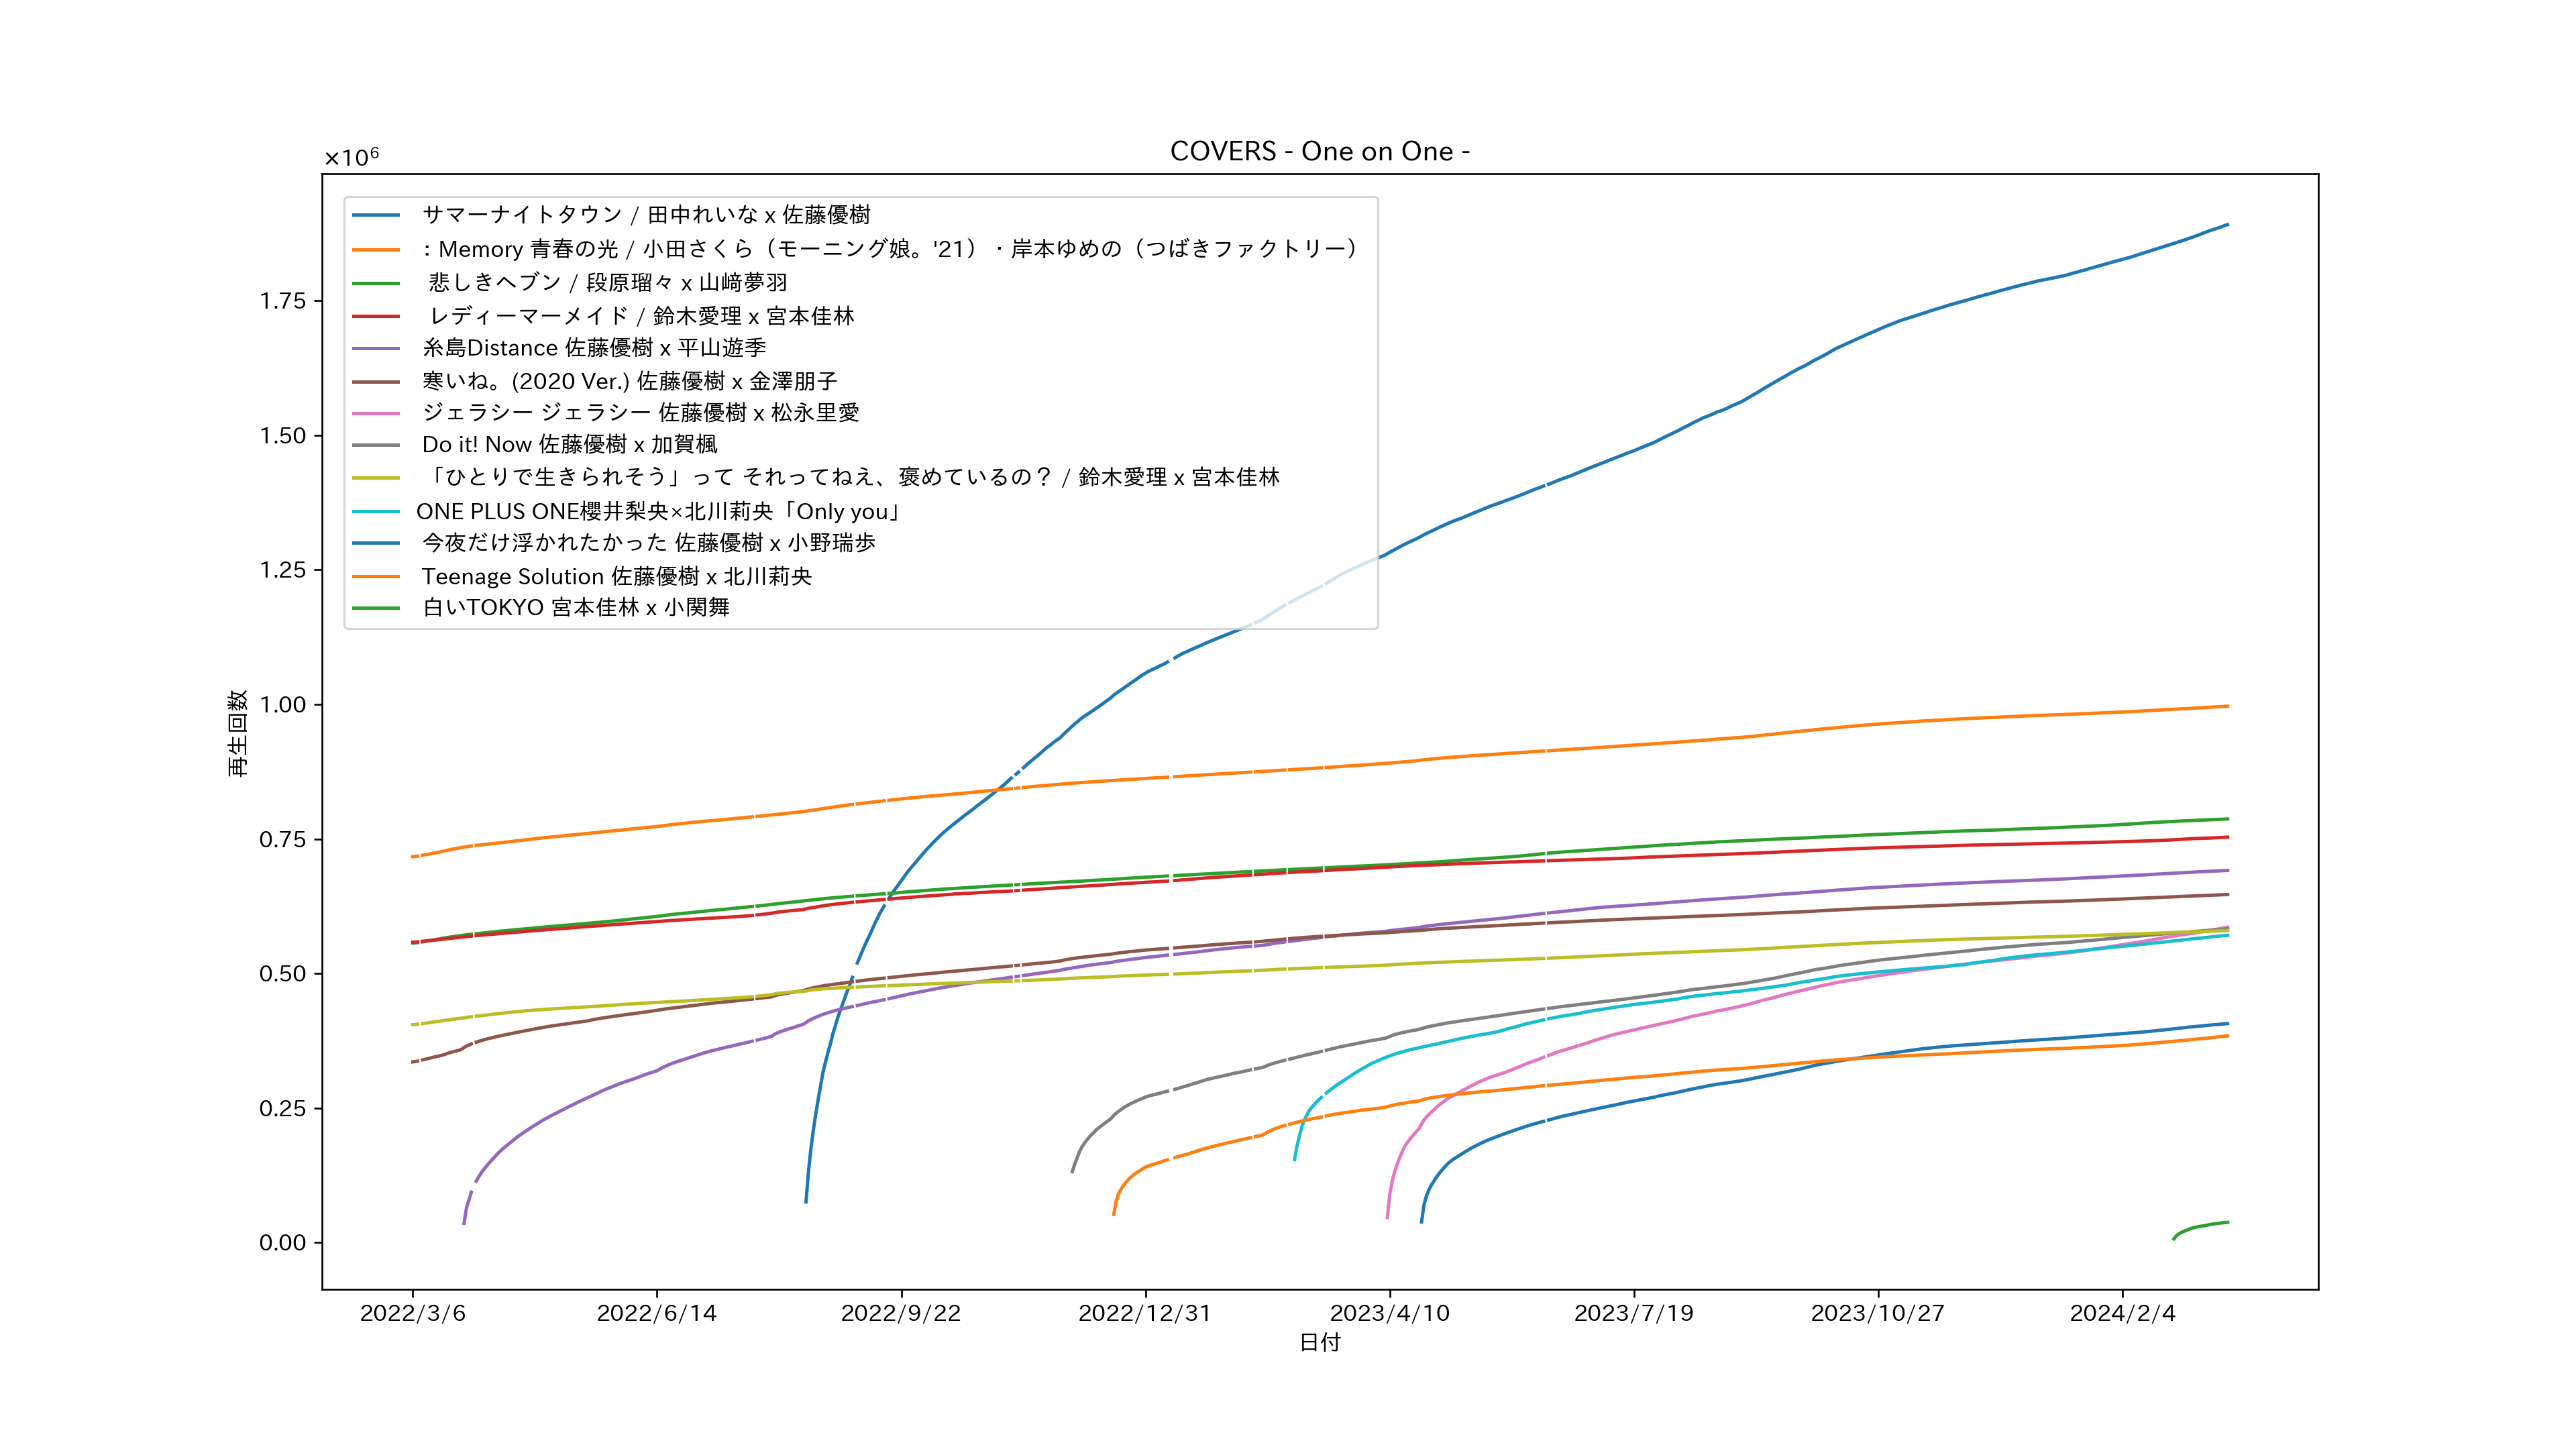 COVERS - One on One -
×10⁶
サマーナイトタウン / 田中れいな x 佐藤優樹
: Memory 青春の光 / 小田さくら（モーニング娘。'21）・岸本ゆめの（つばきファクトリー）
悲しきヘブン / 段原瑠々 x 山﨑夢羽
レディーマーメイド / 鈴木愛理 x 宮本佳林
糸島Distance 佐藤優樹 x 平山遊季
寒いね。(2020 Ver.) 佐藤優樹 x 金澤朋子
ジェラシー ジェラシー 佐藤優樹 x 松永里愛
Do it! Now 佐藤優樹 x 加賀楓
「ひとりで生きられそう」って それってねえ、褒めているの？ / 鈴木愛理 x 宮本佳林
ONE PLUS ONE櫻井梨央×北川莉央「Only you」
今夜だけ浮かれたかった 佐藤優樹 x 小野瑞歩
Teenage Solution 佐藤優樹 x 北川莉央
白いTOKYO 宮本佳林 x 小関舞
1.75
1.50
1.25
1.00
0.75
0.50
0.25
0.00
再生回数
2022/3/6
2022/6/14
2022/9/22
2022/12/31
2023/4/10
2023/7/19
2023/10/27
2024/2/4
日付